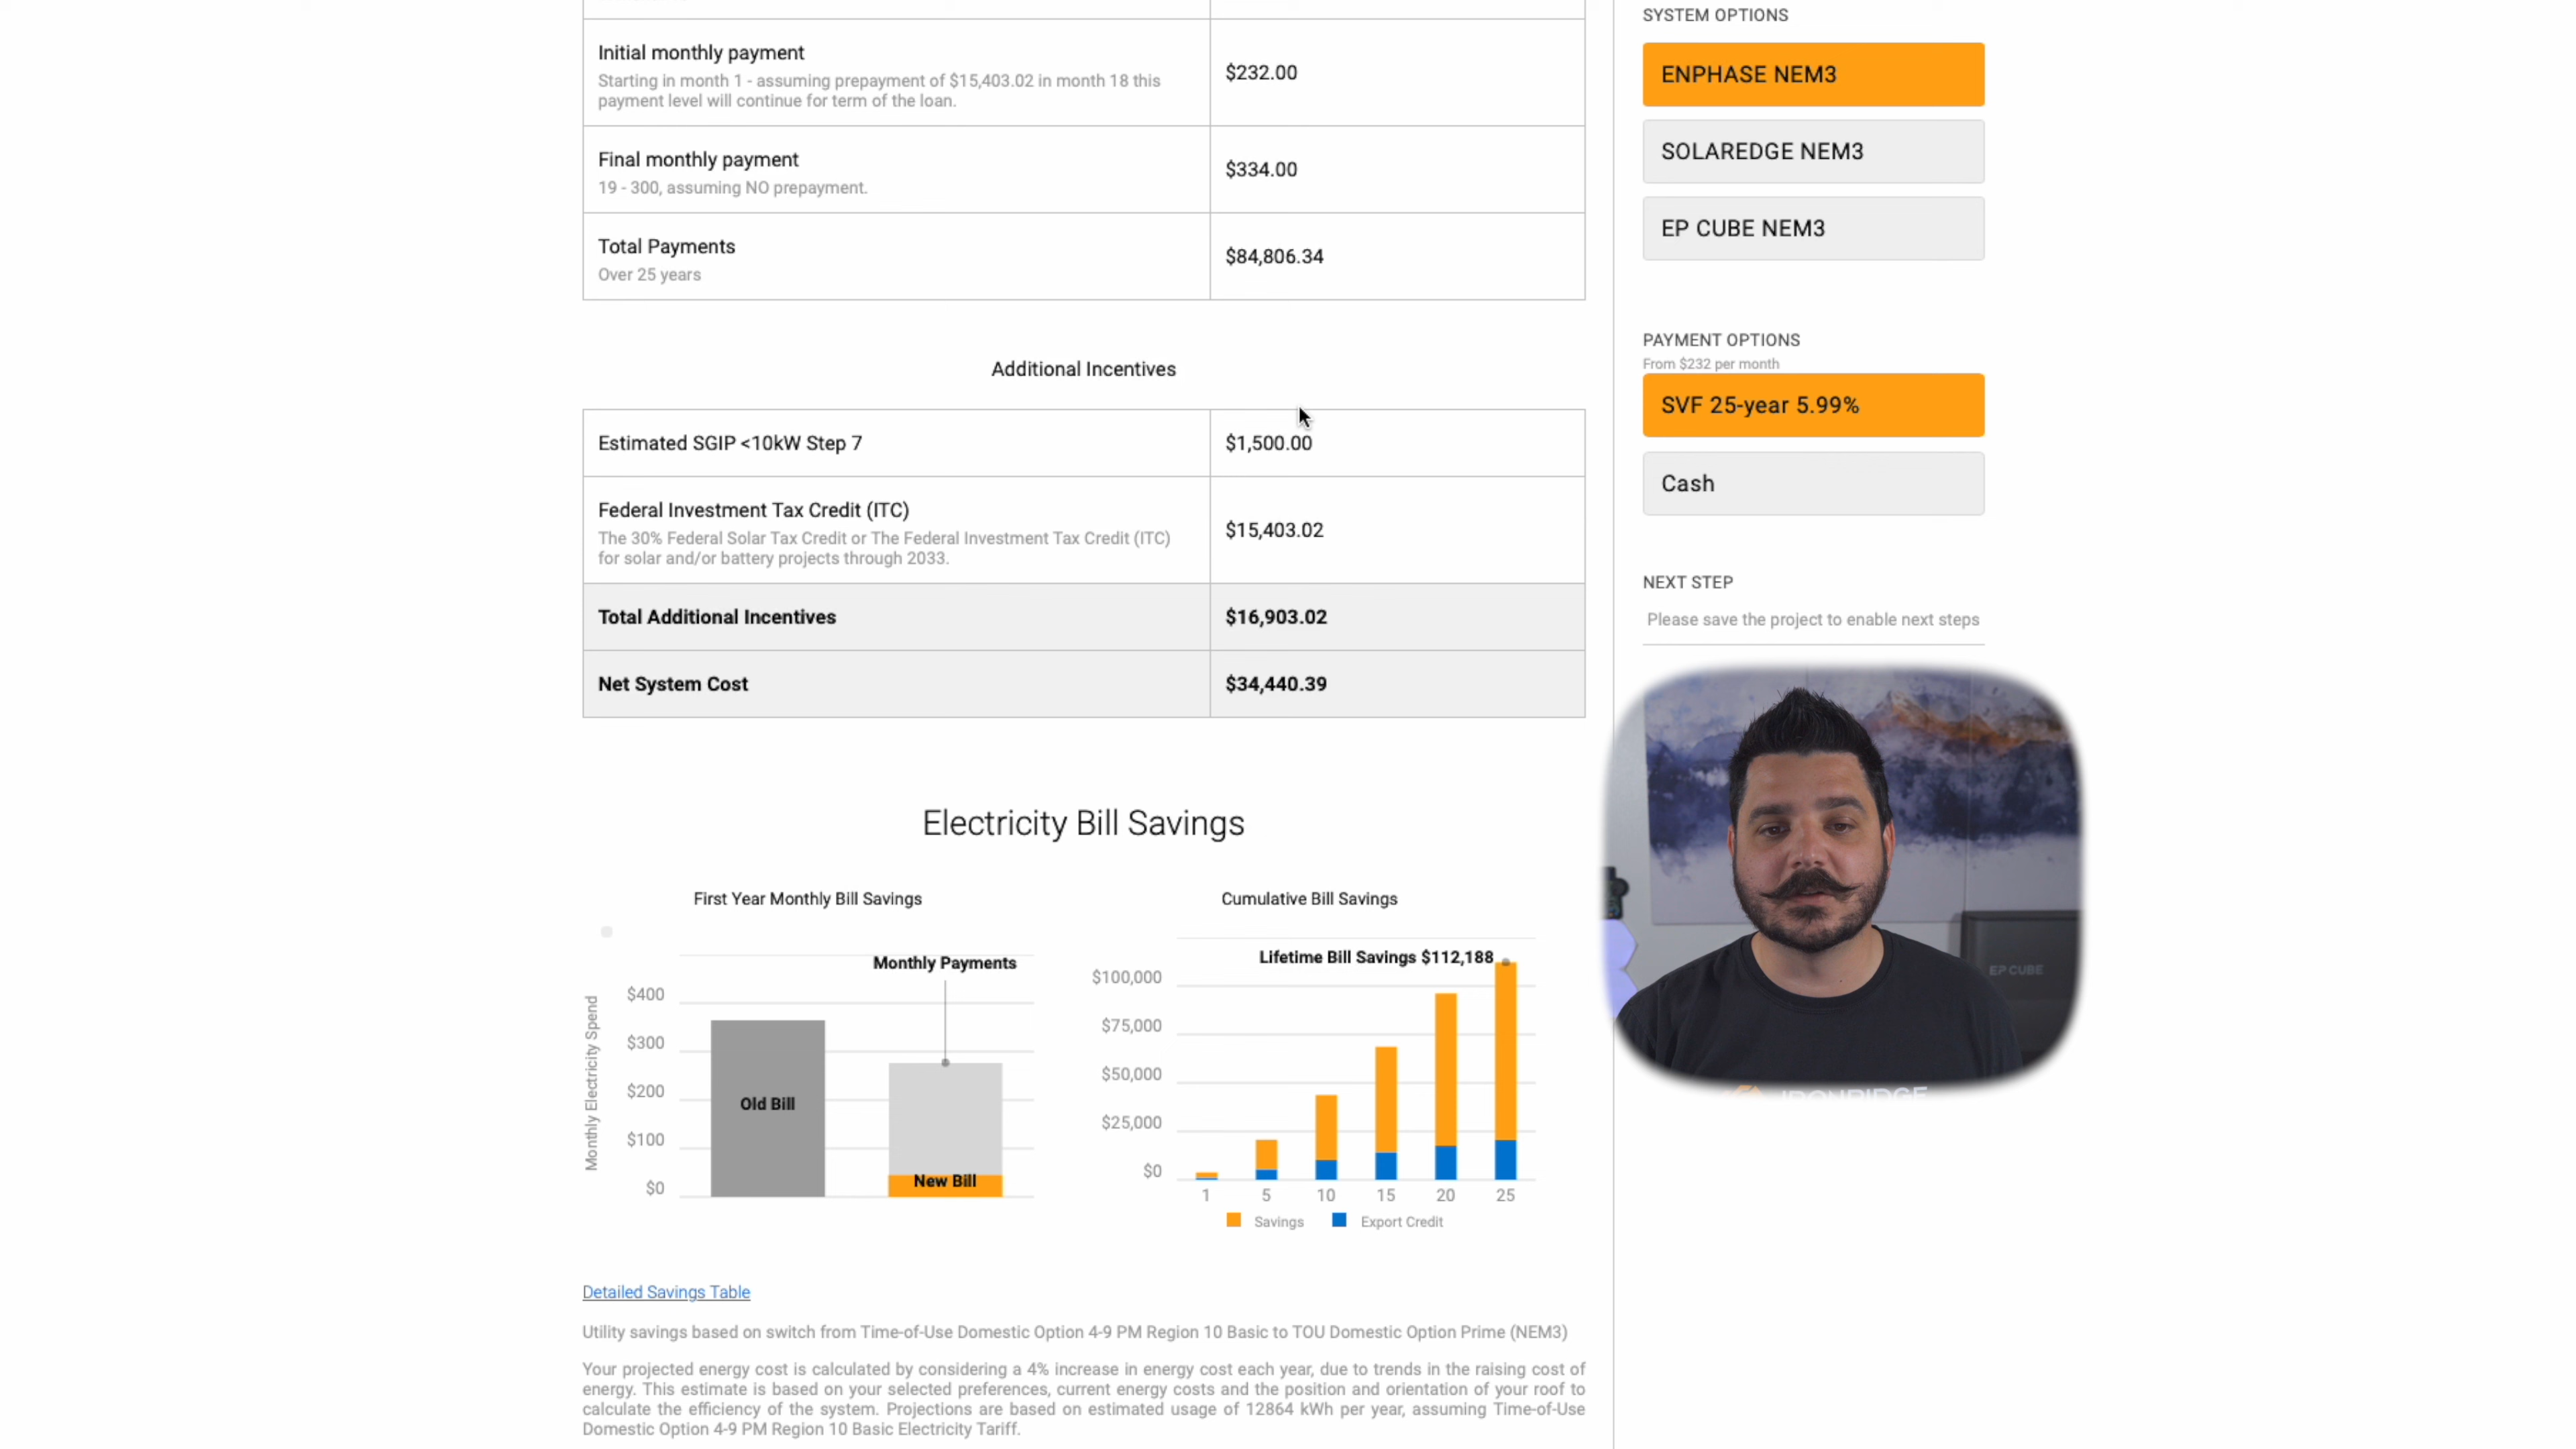 Initial monthly payment
Starting in month 1 - assuming prepayment of $15,403.02 in month 18 this
payment level will continue for term of the loan.
$232.00
Final monthly payment
19 - 300, assuming NO prepayment.
$334.00
Total Payments
Over 25 years
$84,806.34
Additional Incentives
Estimated SGIP <10kW Step 7
$1,500.00
Federal Investment Tax Credit (ITC)
The 30% Federal Solar Tax Credit or The Federal Investment Tax Credit (ITC)
for solar and/or battery projects through 2033.
$15,403.02
Total Additional Incentives
$16,903.02
Net System Cost
$34,440.39
Electricity Bill Savings
First Year Monthly Bill Savings
Monthly Electricity Spend
$400
$300
$200
$100
$0
Monthly Payments
Old Bill
New Bill
Cumulative Bill Savings
Lifetime Bill Savings $112,188
$100,000
$75,000
$50,000
$25,000
$0
1 5 10 15 20 25
Savings Export Credit
Detailed Savings Table
Utility savings based on switch from Time-of-Use Domestic Option 4-9 PM Region 10 Basic to TOU Domestic Option Prime (NEM3)
Your projected energy cost is calculated by considering a 4% increase in energy cost each year, due to trends in the raising cost of
energy. This estimate is based on your selected preferences, current energy costs and the position and orientation of your roof to
calculate the efficiency of the system. Projections are based on estimated usage of 12864 kWh per year, assuming Time-of-Use
Domestic Option 4-9 PM Region 10 Basic Electricity Tariff.
SYSTEM OPTIONS
ENPHASE NEM3
SOLAREDGE NEM3
EP CUBE NEM3
PAYMENT OPTIONS
From $232 per month
SVF 25-year 5.99%
Cash
NEXT STEP
Please save the project to enable next steps
EP CUBE
IRONRIDGE